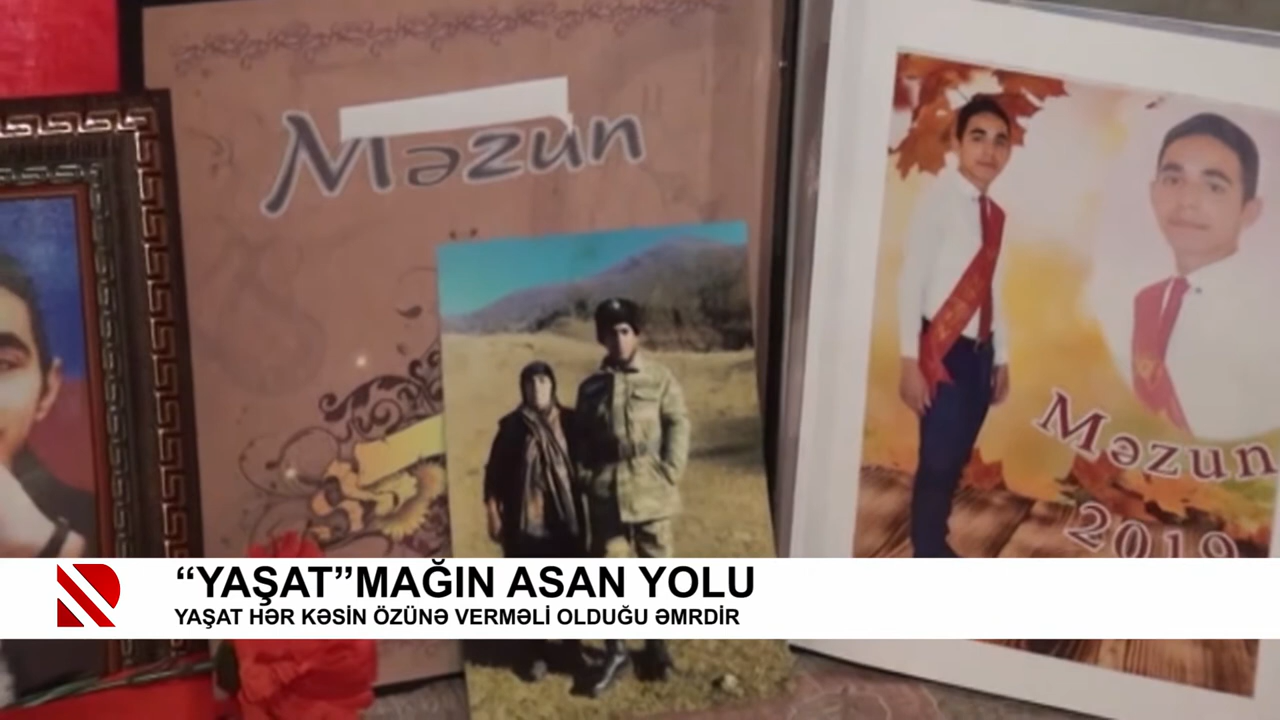 Məzun
Məzun
2019
“YAŞAT”MAĞIN ASAN YOLU
YAŞAT HƏR KƏSİN ÖZÜNƏ VERMƏLİ OLDUĞU ƏMRDİR